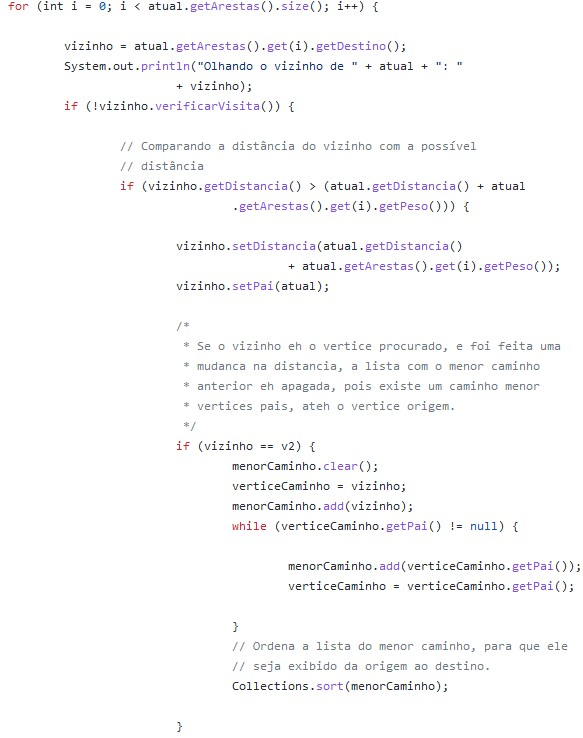 for (int i = 0; i < atual.getArestas().size(); i++) {
vizinho = atual.getArestas().get(i).getDestino();
System.out.println("Olhando o vizinho de " + atual + ": "
+ vizinho);
if (!vizinho.verificarVisita()) {
// Comparando a distância do vizinho com a possível
// distância
if (vizinho.getDistancia() > (atual.getDistancia() + atual
.getArestas().get(i).getPeso())) {
vizinho.setDistancia(atual.getDistancia()
+ atual.getArestas().get(i).getPeso());
vizinho.setPai(atual);
/*
* Se o vizinho eh o vertice procurado, e foi feita uma
* mudanca na distancia, a lista com o menor caminho
* anterior eh apagada, pois existe um caminho menor
* vertices pais, ateh o vertice origem.
*/
if (vizinho == v2) {
menorCaminho.clear();
verticeCaminho = vizinho;
menorCaminho.add(vizinho);
while (verticeCaminho.getPai() != null) {
menorCaminho.add(verticeCaminho.getPai());
verticeCaminho = verticeCaminho.getPai();
}
// Ordena a lista do menor caminho, para que ele
// seja exibido da origem ao destino.
Collections.sort(menorCaminho);
}